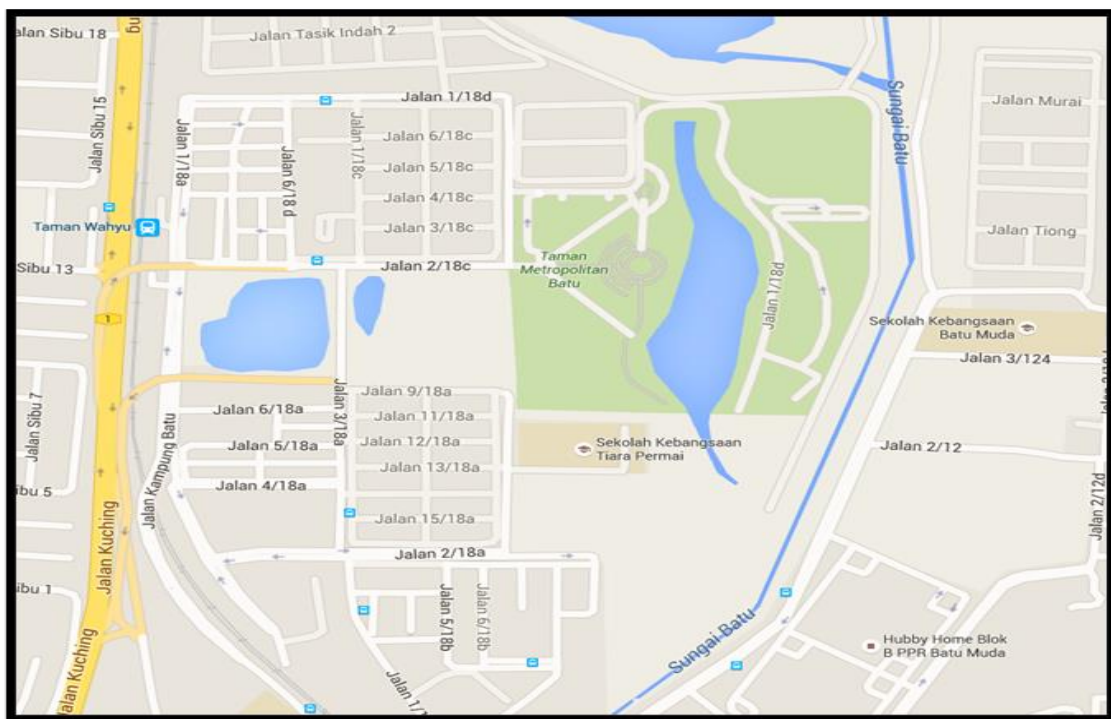 alan Sibu 18
ng
Jalan Tasik Indah 2
Jalan Sibu 15
Jalan 1/18a
Jalan 1/18d
Jalan 6/18 d
Jalan 1/18c
Jalan 6/18c
Jalan 5/18c
Jalan 4/18c
Jalan 3/18c
Sungai Batu
Jalan Murai
Jalan Tiong
Taman Wahyu
Sibu 13
Jalan 2/18c
Taman
Metropolitan
Batu
Jalan 1/18d
1
Sekolah Kebangsaan
Batu Muda
Jalan 3/124
Jalan Sibu 7
Jalan 6/18a
Jalan 5/18a
Jalan 4/18a
Jalan 3/18a
Jalan 9/18a
Jalan 11/18a
Jalan 12/18a
Jalan 13/18a
Jalan 15/18a
Sekolah Kebangsaan
Tiara Permai
Jalan 2/12
Jalan 2/12d
ibu 5
Jalan Kampung Batu
Jalan Kuching
Jalan 2/18a
ibu 1
Jalan 5/18b
Jalan 6/18b
Sungai Batu
Hubby Home Blok
B PPR Batu Muda
Jalan Kuching
Jalan 1/1